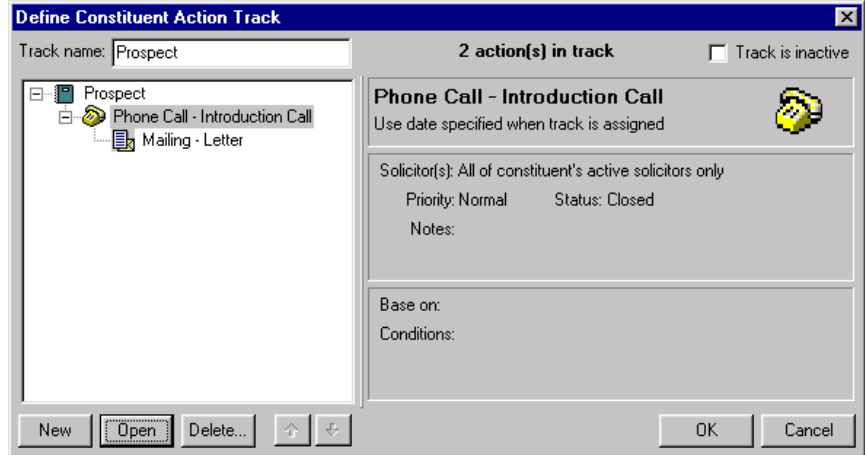 Define Constituent Action Track
Track name: Prospect 2 action(s) in track Track is inactive
Prospect
Phone Call - Introduction Call
Mailing - Letter
Phone Call - Introduction Call
Use date specified when track is assigned
Solicitor(s): All of constituent's active solicitors only
Priority: Normal Status: Closed
Notes:
Base on:
Conditions:
New Open Delete... OK Cancel